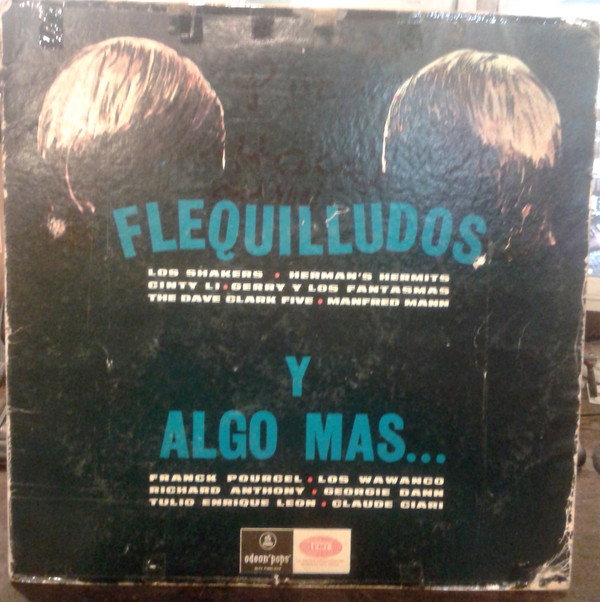 FLEQUILLUDOS
LOS SHAKERS • HERMAN'S HERMITS
CINTY LI • GERRY Y LOS FANTASMAS
THE DAVE CLARK FIVE • MANFRED MANN
Y
ALGO MAS...
FRANCK POURCEL • LOS WAWANCO
RICHARD ANTHONY • GEORGIE DANN
TULIO ENRIQUE LEON • CLAUDE CIARI
odeon "pops"